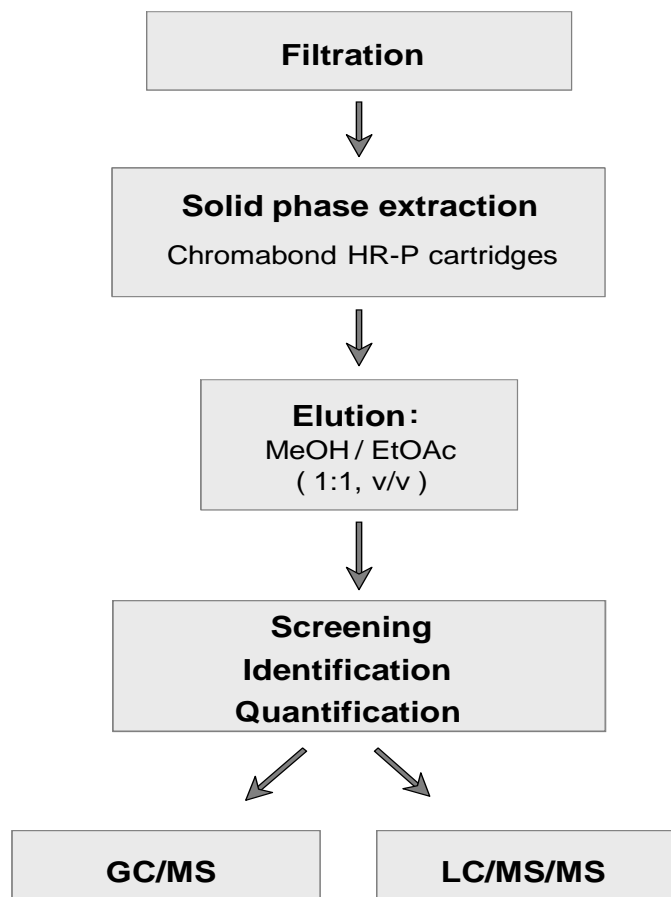 Filtration
Solid phase extraction
Chromabond HR-P cartridges
Elution:
MeOH / EtOAc
( 1:1, v/v )
Screening
Identification
Quantification
GC/MS
LC/MS/MS